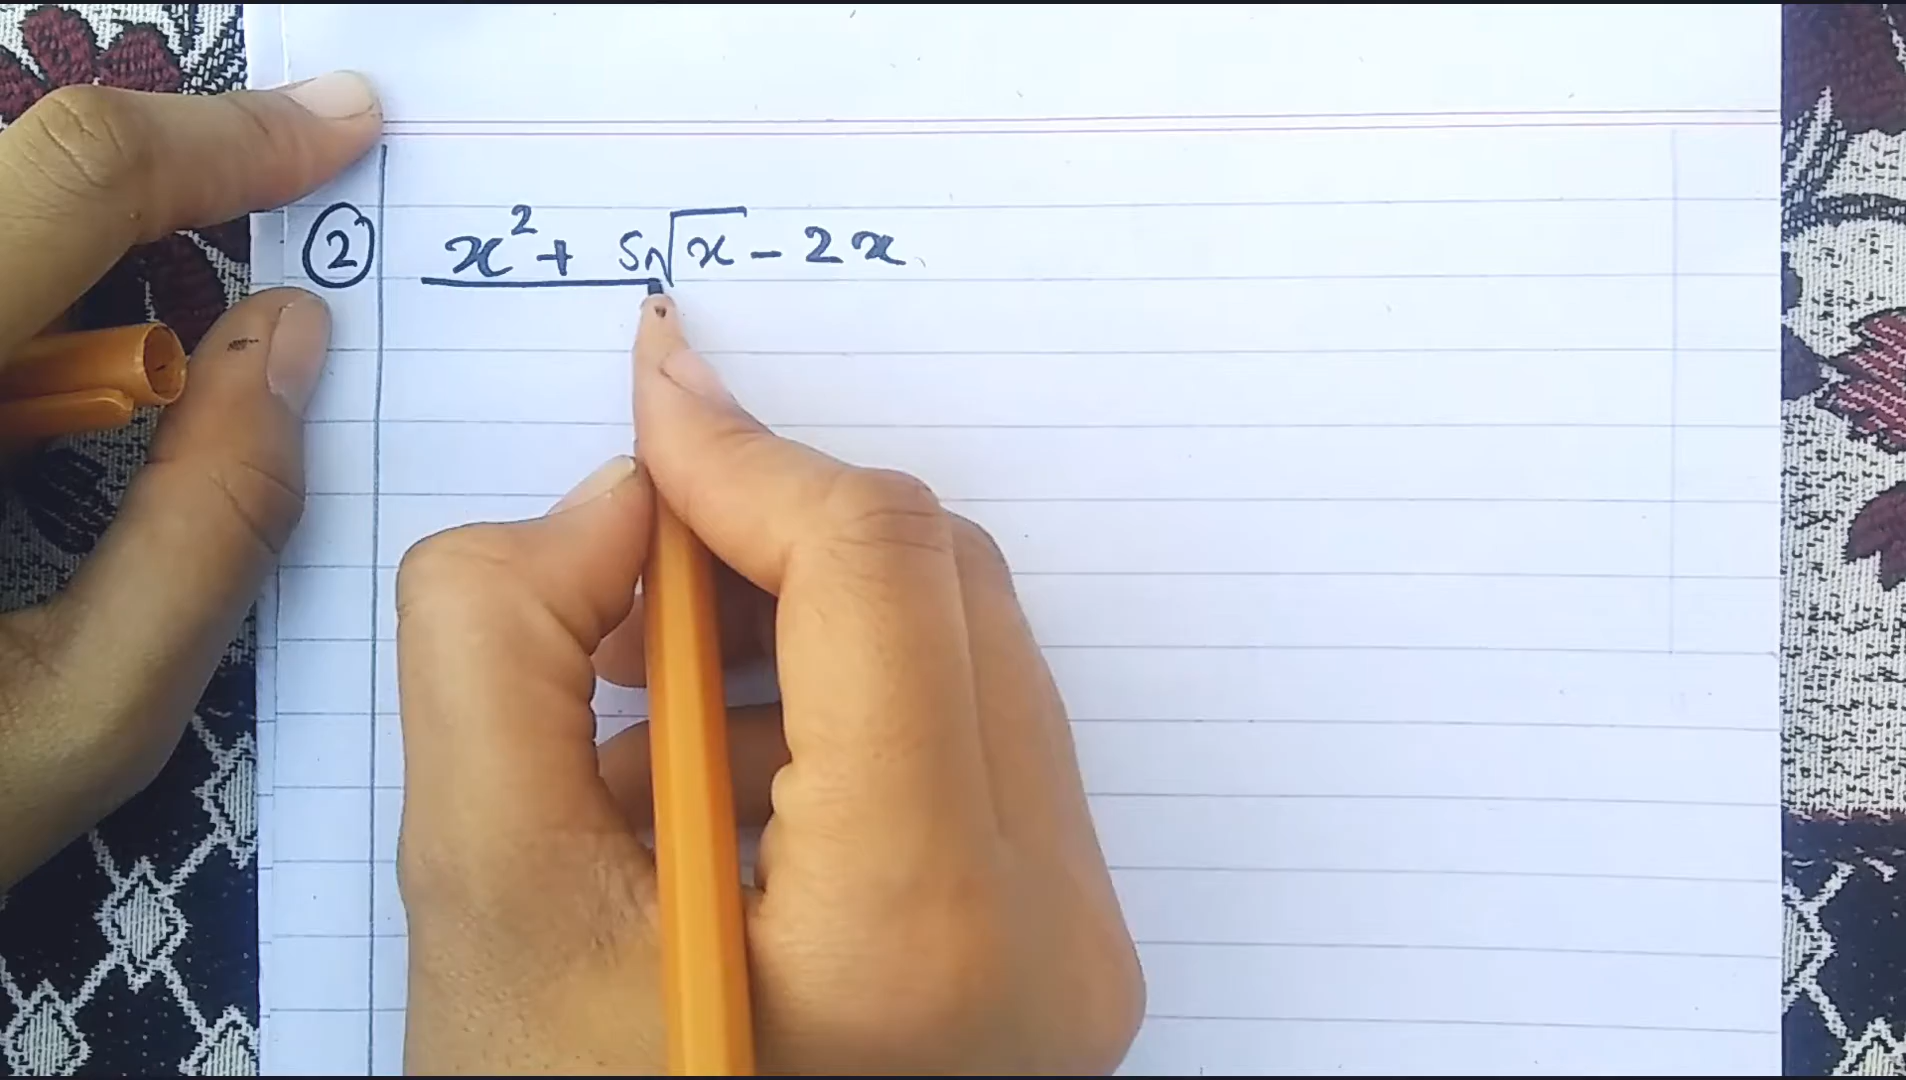 ② x² + 5√x - 2x